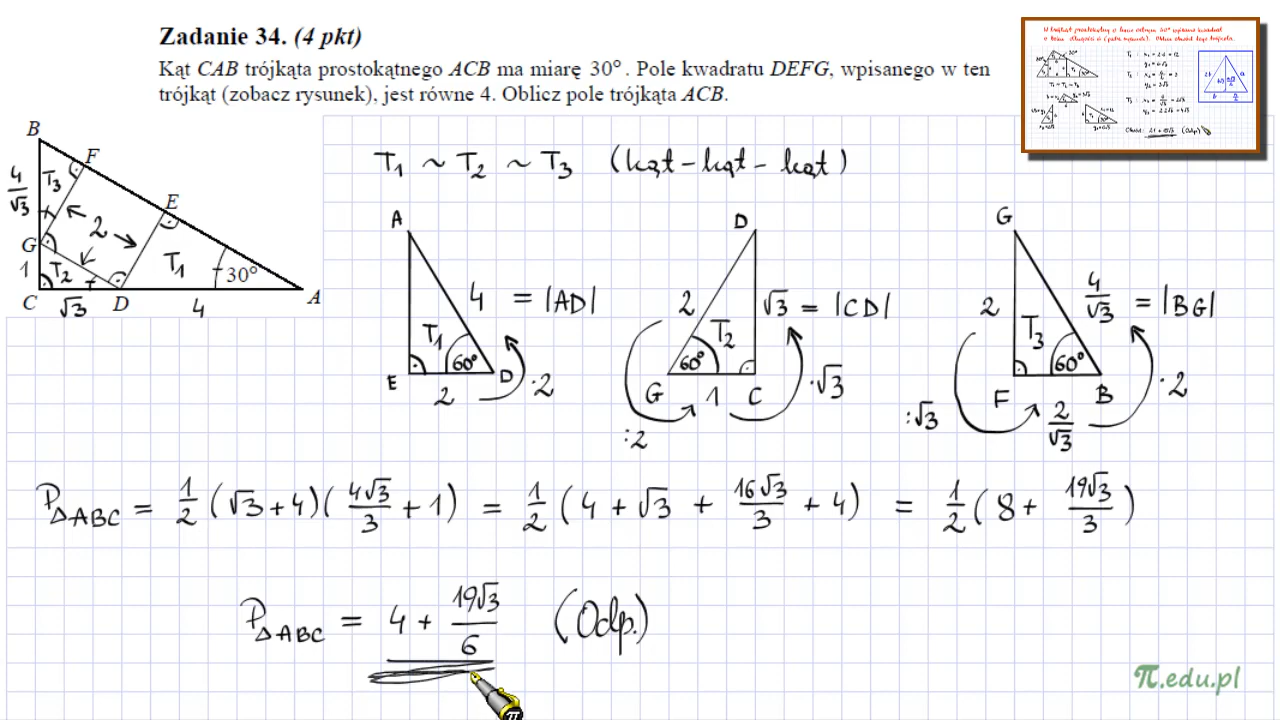 Zadanie 34. (4 pkt)
Kąt CAB trójkąta prostokątnego ACB ma miarę 30°. Pole kwadratu DEFG, wpisanego w ten
trójkąt (zobacz rysunek), jest równe 4. Oblicz pole trójkąta ACB.
B
F
4/√3
T3
E
2
G
T1
1
T2
30°
C
√3
D
4
A
T1 ~ T2 ~ T3 (kąt – kąt – kąt)
A
4 = |AD|
T1
60°
E
2
D
·2
D
2
√3 = |CD|
T2
60°
G
1
C
:2
·√3
G
2
4/√3 = |BG|
T3
60°
F
2/√3
B
:√3
·2
P△ABC = 1/2 (√3 + 4)(4√3/3 + 1) = 1/2 (4 + √3 + 16√3/3 + 4) = 1/2 (8 + 19√3/3)
P△ABC = 4 + 19√3/6 (Odp.)
π.edu.pl